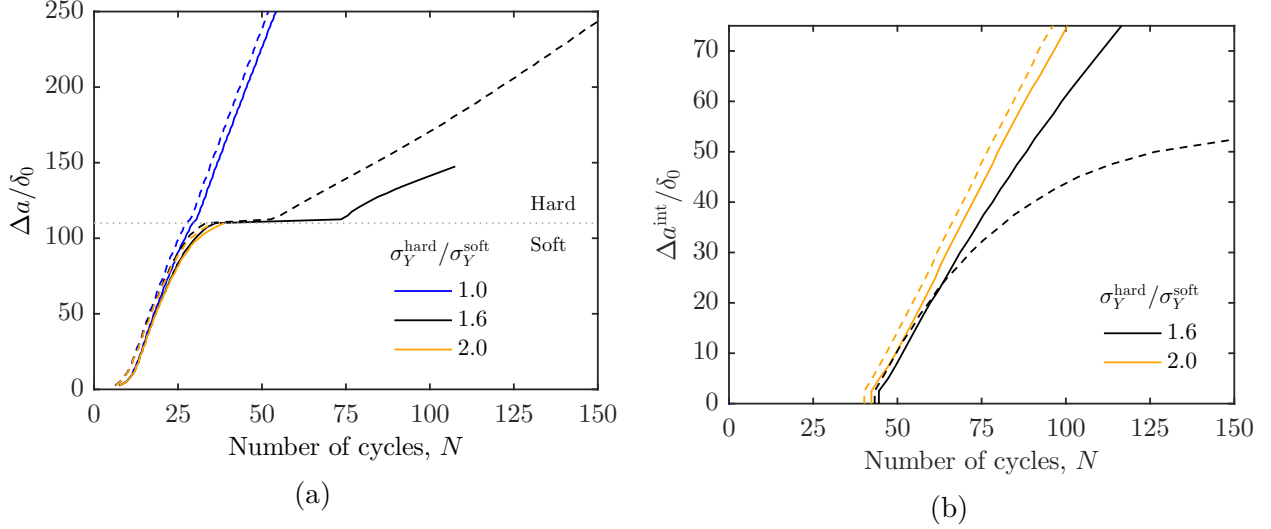 250
200
150
100
50
0
Δa/δ₀
Hard
Soft
σ_Y^hard/σ_Y^soft
1.0
1.6
2.0
0 25 50 75 100 125 150
Number of cycles, N
(a)
70
60
50
40
30
20
10
0
Δa^int/δ₀
σ_Y^hard/σ_Y^soft
1.6
2.0
0 25 50 75 100 125 150
Number of cycles, N
(b)